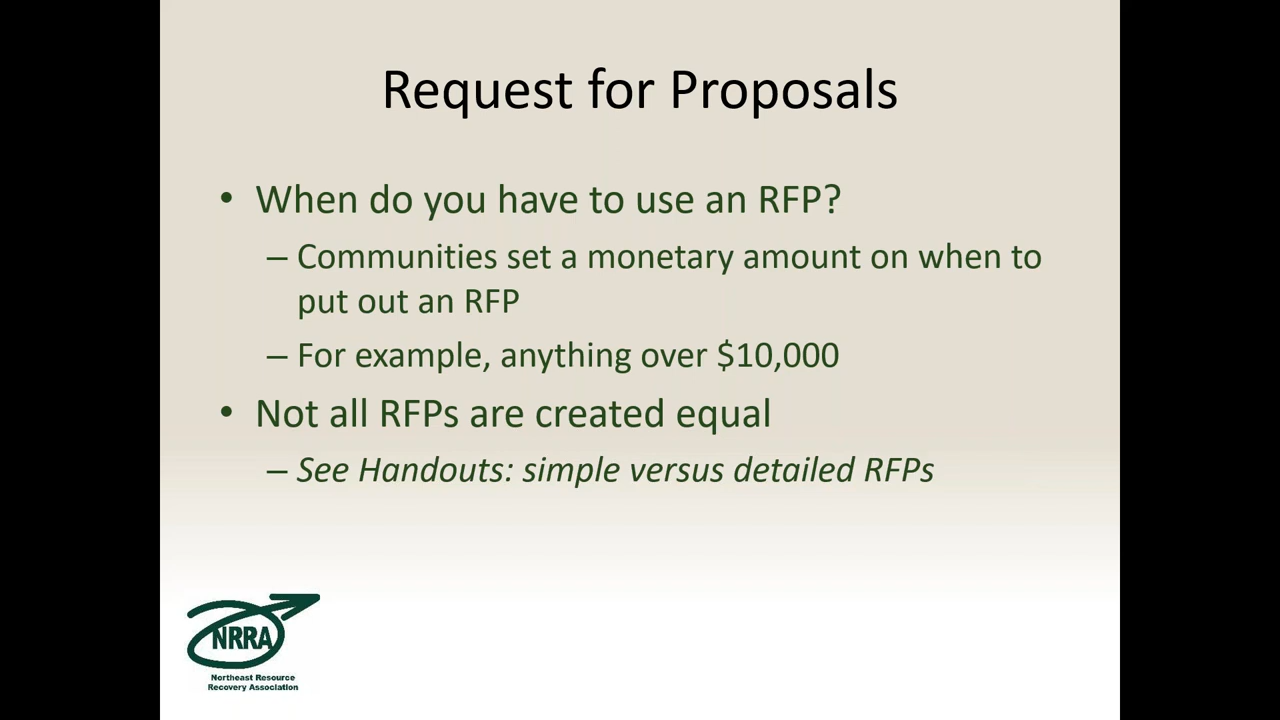 Request for Proposals
• When do you have to use an RFP?
– Communities set a monetary amount on when to
put out an RFP
– For example, anything over $10,000
• Not all RFPs are created equal
– See Handouts: simple versus detailed RFPs
NRRA
Northeast Resource
Recovery Association